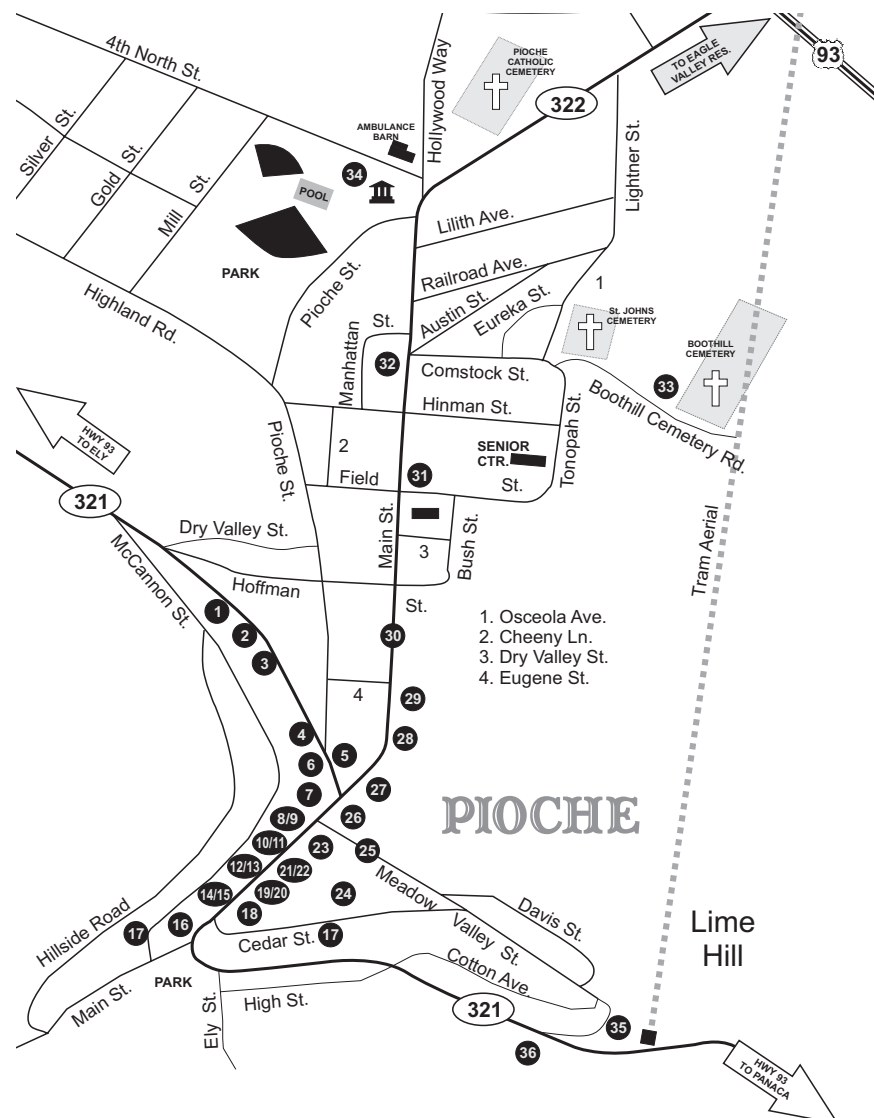 4th North St.
Hollywood Way
PIOCHE
CATHOLIC
CEMETERY
TO EAGLE
VALLEY RES.
93
322
AMBULANCE
BARN
Silver St.
Gold St.
Mill St.
34
POOL
PARK
Lightner St.
Lilith Ave.
Railroad Ave.
Austin St.
Eureka St.
1
St. JOHNS
CEMETERY
BOOTHILL
CEMETERY
Highland Rd.
Pioche St.
Manhattan St.
32
Comstock St.
33
Boothill Cemetery Rd.
Hinman St.
HWY 93
TO ELY
Pioche St.
2
SENIOR
CTR.
Tonopah St.
Field St.
31
321
Dry Valley St.
Main St.
Bush St.
3
McCannon St.
Hoffman St.
Tram Aerial
1
2
3
30
1. Osceola Ave.
2. Cheeny Ln.
3. Dry Valley St.
4. Eugene St.
4
29
28
4
5
6
7
27
26
8/9
PIOCHE
10/11
23
25
12/13
21/22
14/15
19/20
24
18
Meadow Valley St.
Davis St.
Hillside Road
17
16
Cedar St.
17
Lime
Hill
Cotton Ave.
Main St.
PARK
Ely St.
High St.
321
35
36
HWY 93
TO PANACA